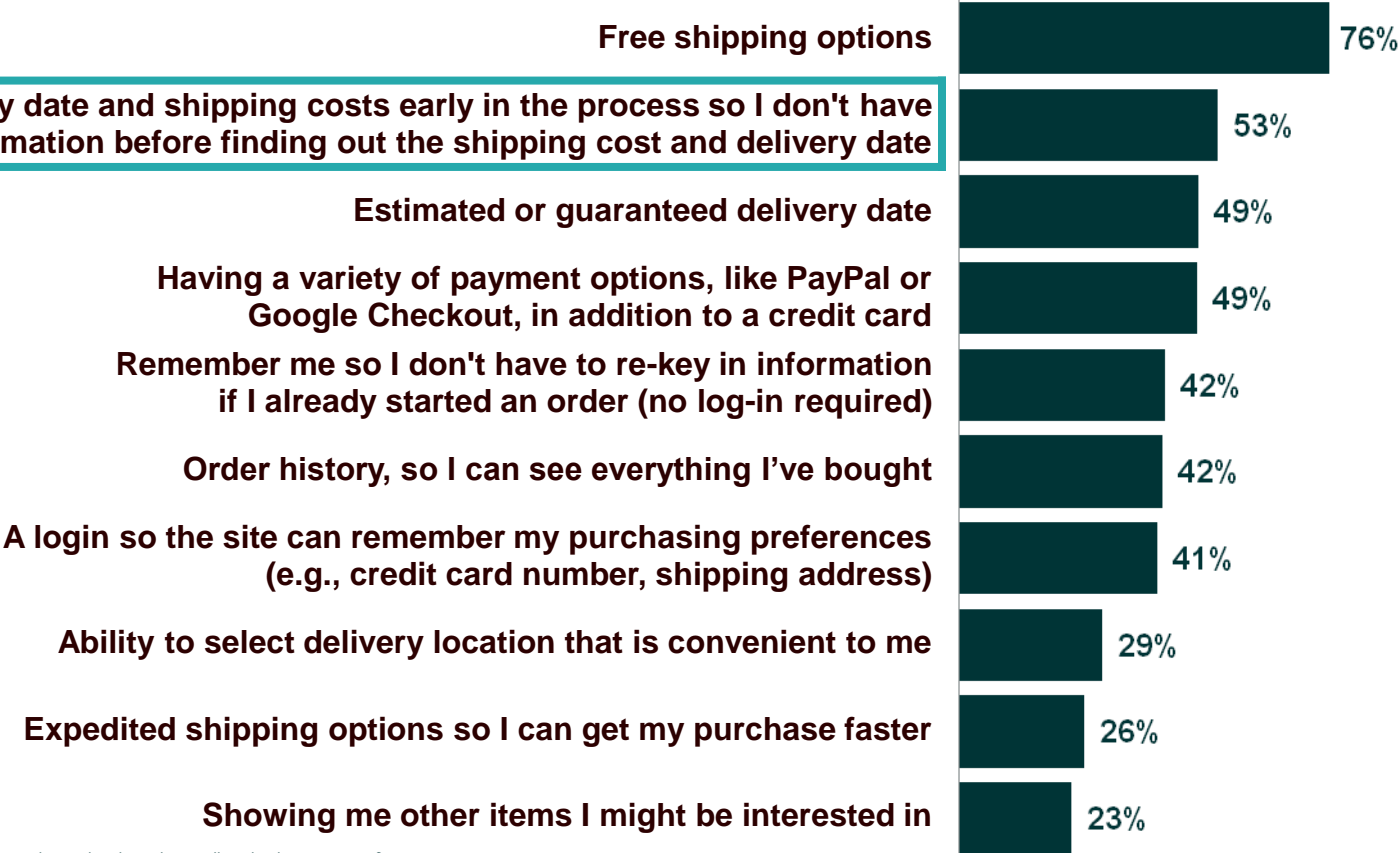 Free shipping options
76%
date and shipping costs early in the process so I don't have
before finding out the shipping cost and delivery date
53%
Estimated or guaranteed delivery date
49%
Having a variety of payment options, like PayPal or
Google Checkout, in addition to a credit card
49%
Remember me so I don't have to re-key in information
if I already started an order (no log-in required)
42%
Order history, so I can see everything I’ve bought
42%
A login so the site can remember my purchasing preferences
(e.g., credit card number, shipping address)
41%
Ability to select delivery location that is convenient to me
29%
Expedited shipping options so I can get my purchase faster
26%
Showing me other items I might be interested in
23%